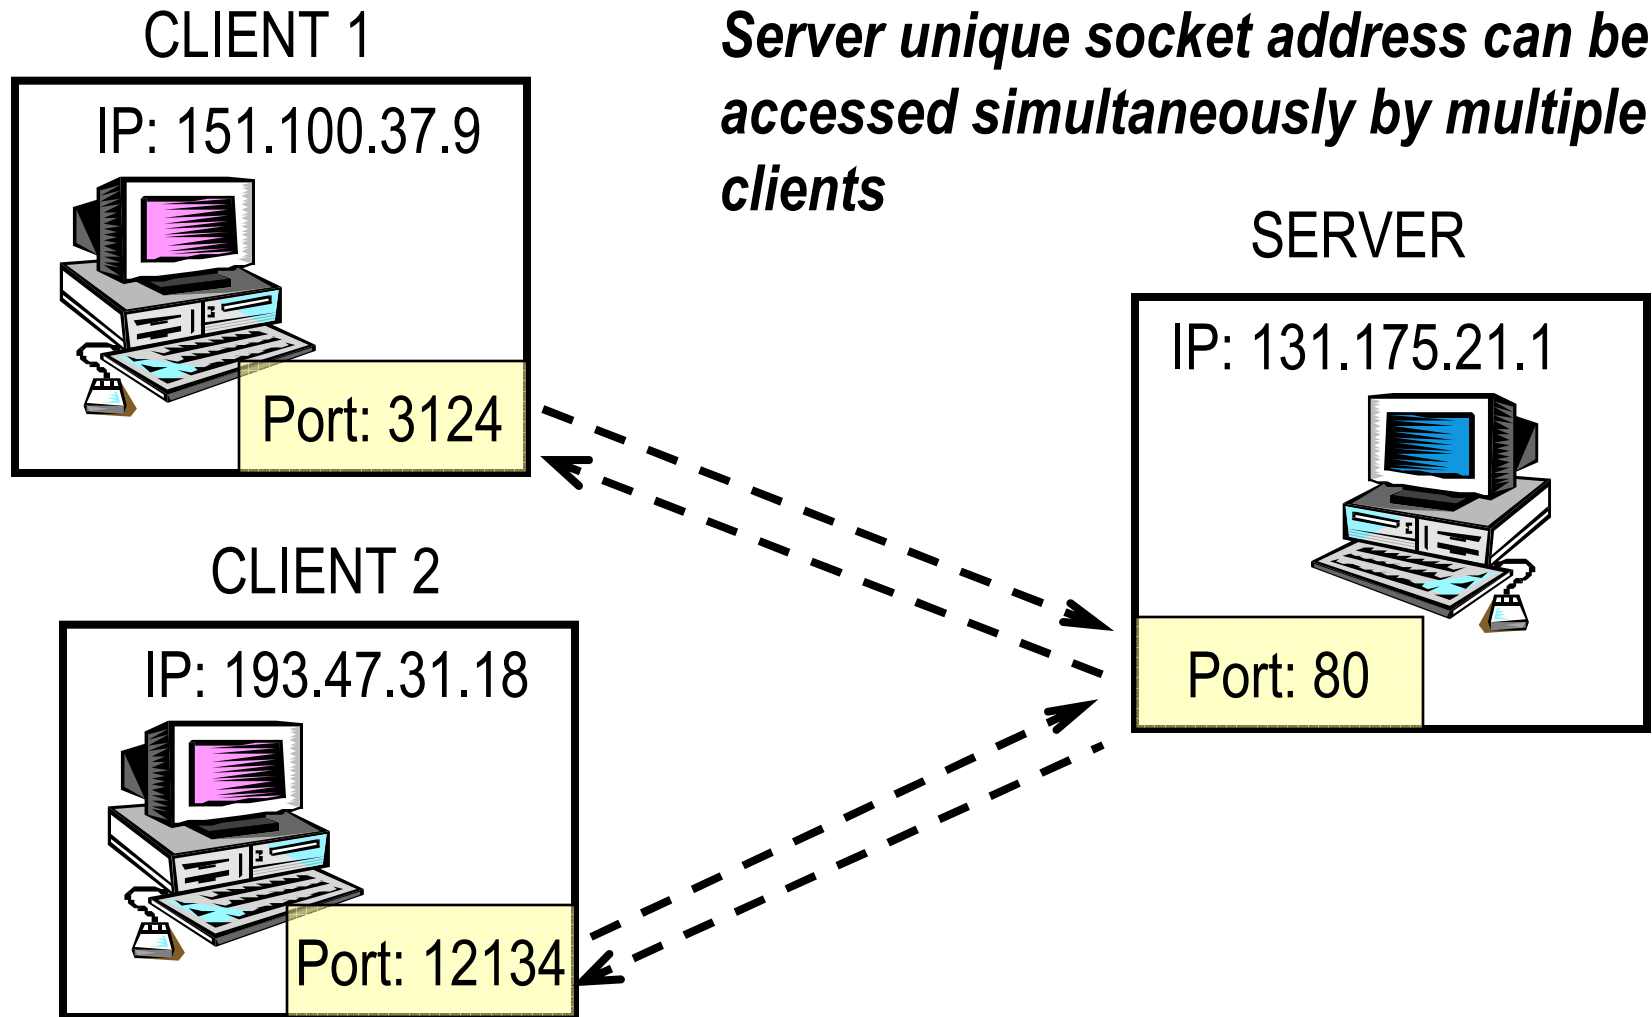 CLIENT 1
IP: 151.100.37.9
Port: 3124
Server unique socket address can be
accessed simultaneously by multiple
clients
SERVER
IP: 131.175.21.1
Port: 80
CLIENT 2
IP: 193.47.31.18
Port: 12134